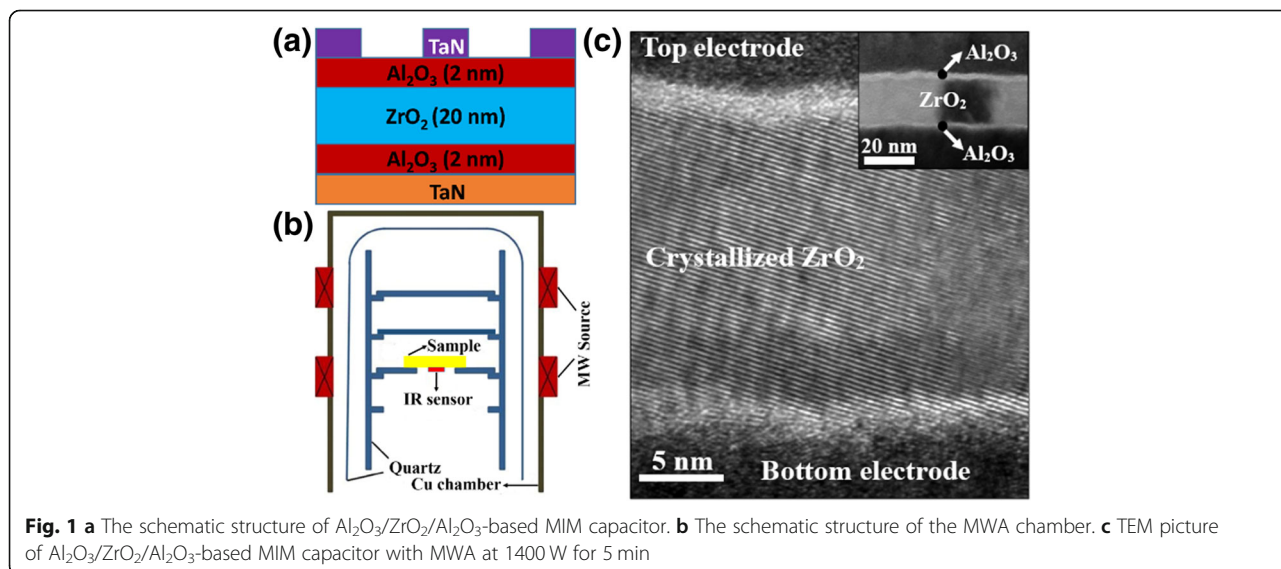 (a)
TaN
Al₂O₃ (2 nm)
ZrO₂ (20 nm)
Al₂O₃ (2 nm)
TaN
(b)
Sample
IR sensor
Quartz
Cu chamber
MW Source
(c)
Top electrode
Al₂O₃
ZrO₂
Al₂O₃
20 nm
Crystallized ZrO₂
5 nm
Bottom electrode
Fig. 1 a The schematic structure of Al₂O₃/ZrO₂/Al₂O₃-based MIM capacitor. b The schematic structure of the MWA chamber. c TEM picture
of Al₂O₃/ZrO₂/Al₂O₃-based MIM capacitor with MWA at 1400 W for 5 min